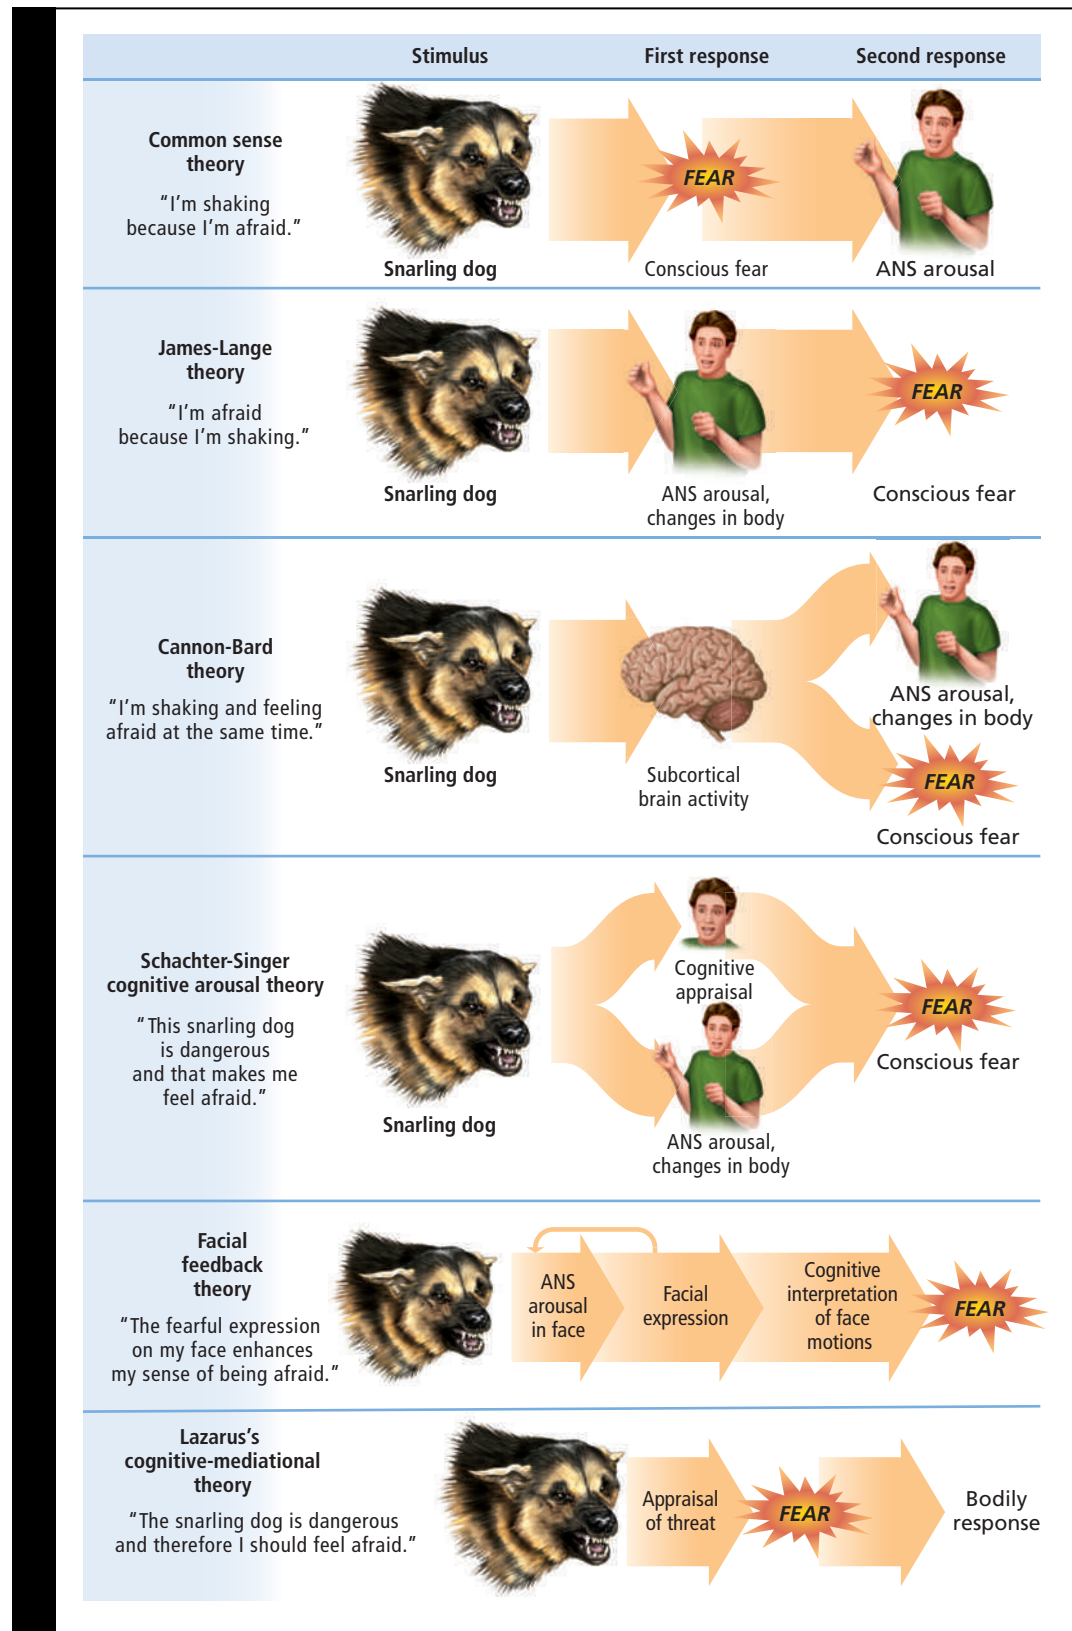 Stimulus First response Second response
Common sense
theory
"I'm shaking
because I'm afraid."
FEAR
Snarling dog
Conscious fear
ANS arousal
James-Lange
theory
"I'm afraid
because I'm shaking."
FEAR
Snarling dog
ANS arousal,
changes in body
Conscious fear
Cannon-Bard
theory
"I'm shaking and feeling
afraid at the same time."
Snarling dog
Subcortical
brain activity
ANS arousal,
changes in body
FEAR
Conscious fear
Schachter-Singer
cognitive arousal theory
"This snarling dog
is dangerous
and that makes me
feel afraid."
Snarling dog
Cognitive
appraisal
ANS arousal,
changes in body
FEAR
Conscious fear
Facial
feedback
theory
"The fearful expression
on my face enhances
my sense of being afraid."
ANS
arousal
in face
Facial
expression
Cognitive
interpretation
of face
motions
FEAR
Lazarus's
cognitive-mediational
theory
"The snarling dog is dangerous
and therefore I should feel afraid."
Appraisal
of threat
FEAR
Bodily
response